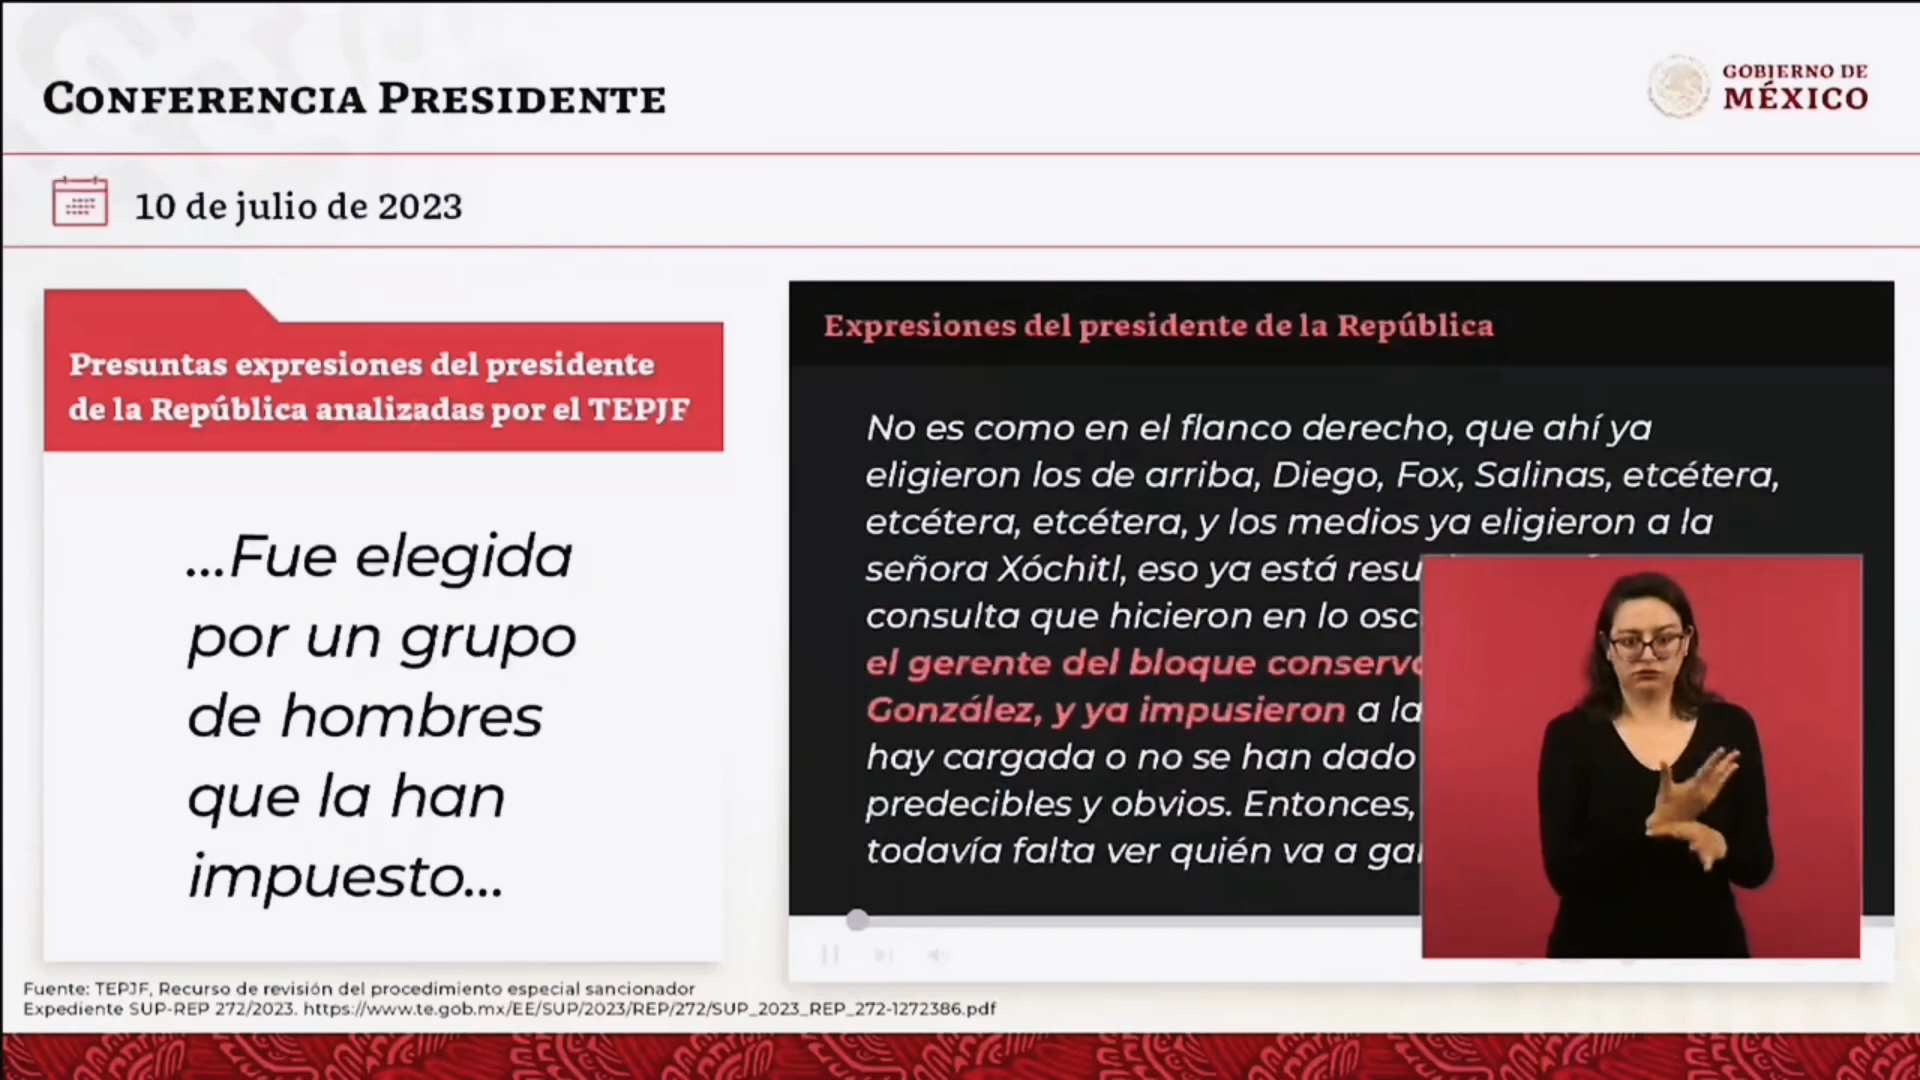 CONFERENCIA PRESIDENTE
GOBIERNO DE
MÉXICO
10 de julio de 2023
Presuntas expresiones del presidente
de la República analizadas por el TEPJF
...Fue elegida
por un grupo
de hombres
que la han
impuesto...
Expresiones del presidente de la República
No es como en el flanco derecho, que ahí ya
eligieron los de arriba, Diego, Fox, Salinas, etcétera,
etcétera, etcétera, y los medios ya eligieron a la
señora Xóchitl, eso ya está
consulta que hicieron en lo
el gerente del bloque
González, y ya impusieron a
hay cargada o no se han dado
predecibles y obvios. Entonces,
todavía falta ver quién va a
Fuente: TEPJF, Recurso de revisión del procedimiento especial sancionador
Expediente SUP-REP 272/2023. https://www.te.gob.mx/EE/SUP/2023/REP/272/SUP_2023_REP_272-1272386.pdf